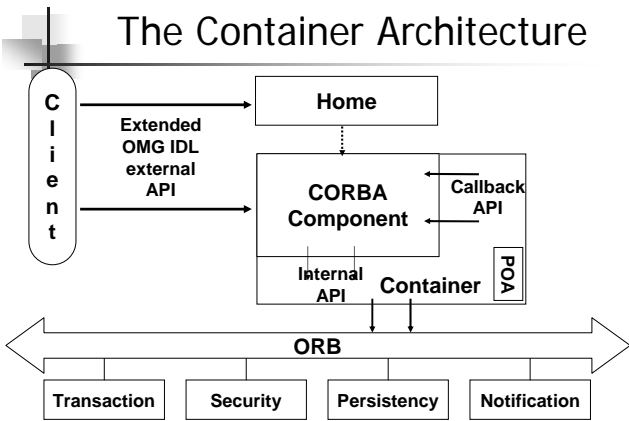 The Container Architecture
Client
Home
Extended
OMG IDL
external
API
CORBA
Component
Callback
API
Internal
API
Container
POA
ORB
Transaction
Security
Persistency
Notification